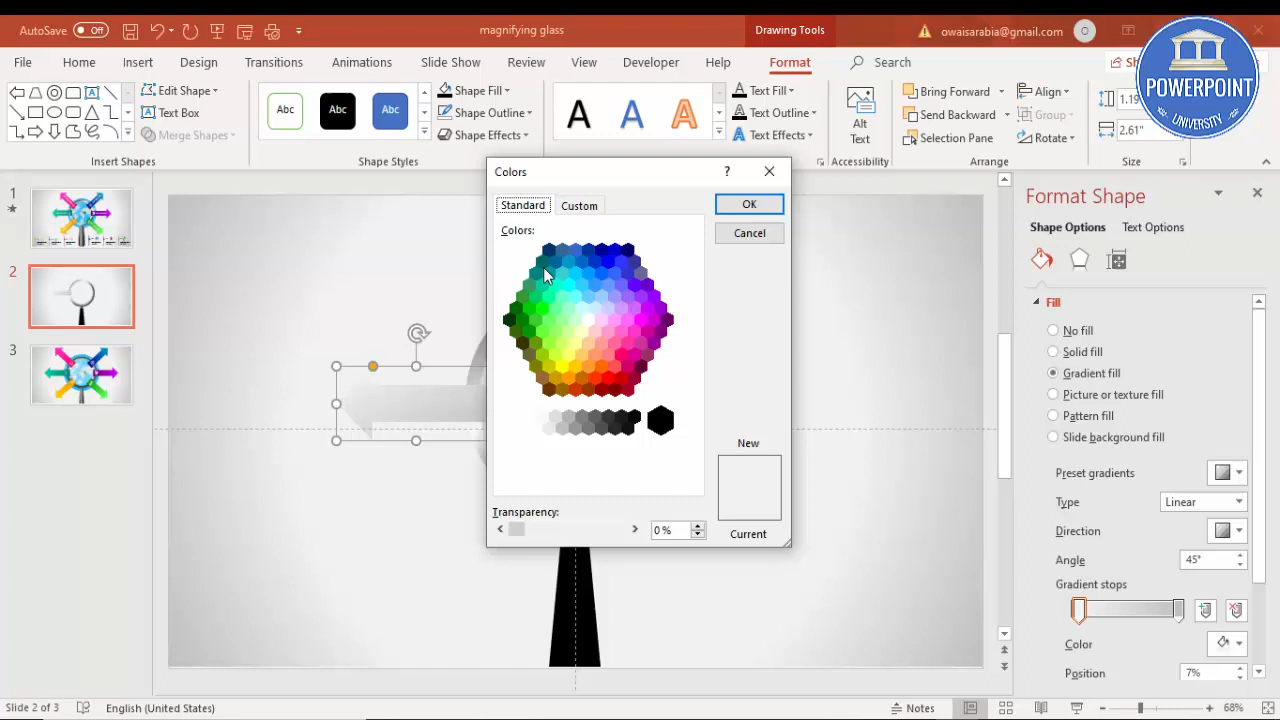 AutoSave Off
magnifying glass
Drawing Tools
owaisarabia@gmail.com O
File Home Insert Design Transitions Animations Slide Show Review View Developer Help Format Search
POWERPOINT
UNIVERSITY
Edit Shape
Text Box
Merge Shapes
Insert Shapes
Abc Abc Abc
Shape Fill
Shape Outline
Shape Effects
Shape Styles
A A A
Text Fill
Text Outline
Text Effects
Alt
Text
Accessibility
Bring Forward
Send Backward
Selection Pane
Align
Group
Rotate
Arrange
1.19
2.61"
Size
1
2
3
Colors
?
Standard Custom
Colors:
OK
Cancel
New
Current
Transparency:
0 %
Format Shape
Shape Options Text Options
Fill
No fill
Solid fill
Gradient fill
Picture or texture fill
Pattern fill
Slide background fill
Preset gradients
Type Linear
Direction
Angle 45°
Gradient stops
Color
Position 7%
Slide 2 of 3 English (United States) Notes 68%